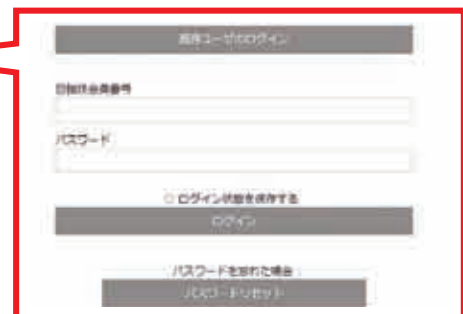 既存ユーザのログイン
会員番号
パスワード
ログイン状態を保存する
ログイン
パスワードを忘れた場合
パスワードリセット